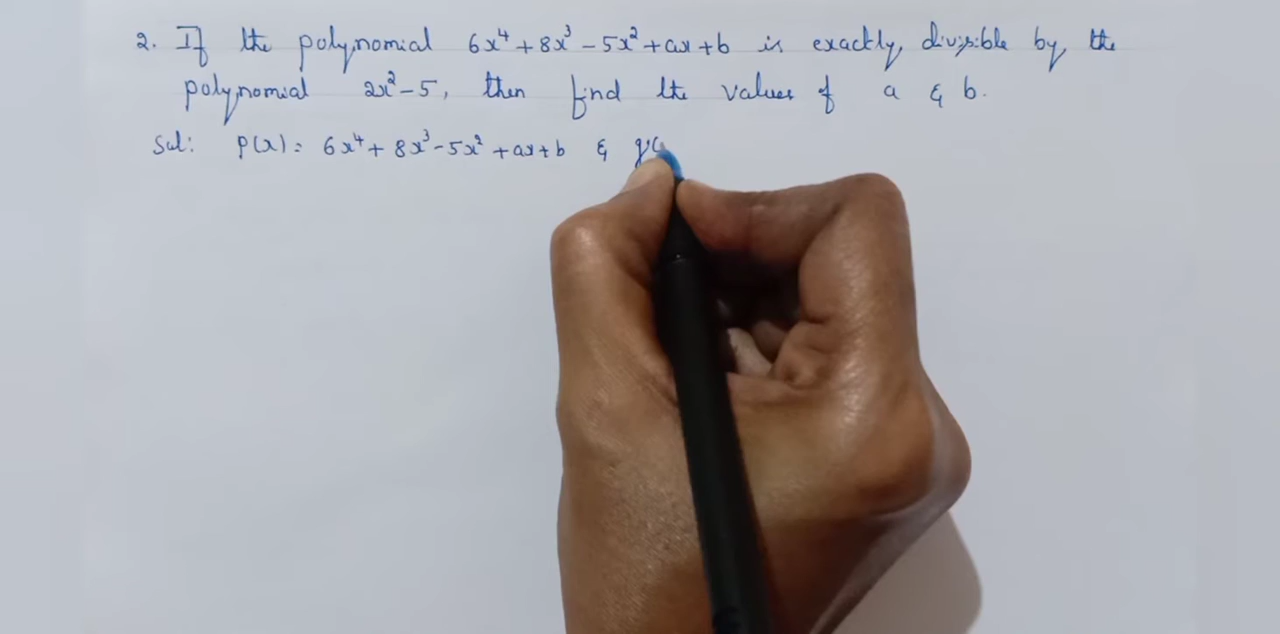 2. If the polynomial 6x⁴ + 8x³ - 5x² + ax + b is exactly divisible by the
polynomial 2x² - 5, then find the values of a & b.
Sol: p(x) = 6x⁴ + 8x³ - 5x² + ax + b & g(